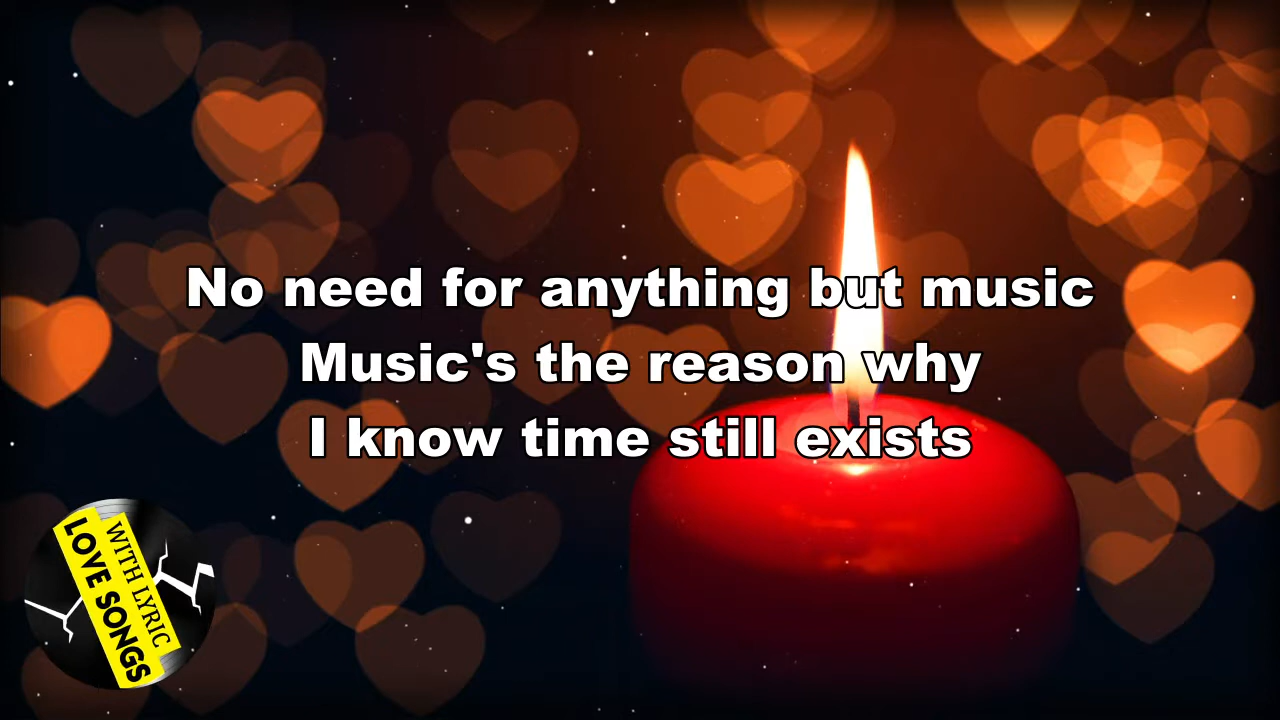 No need for anything but music
Music's the reason why
I know time still exists
WITH LYRIC
LOVE SONGS